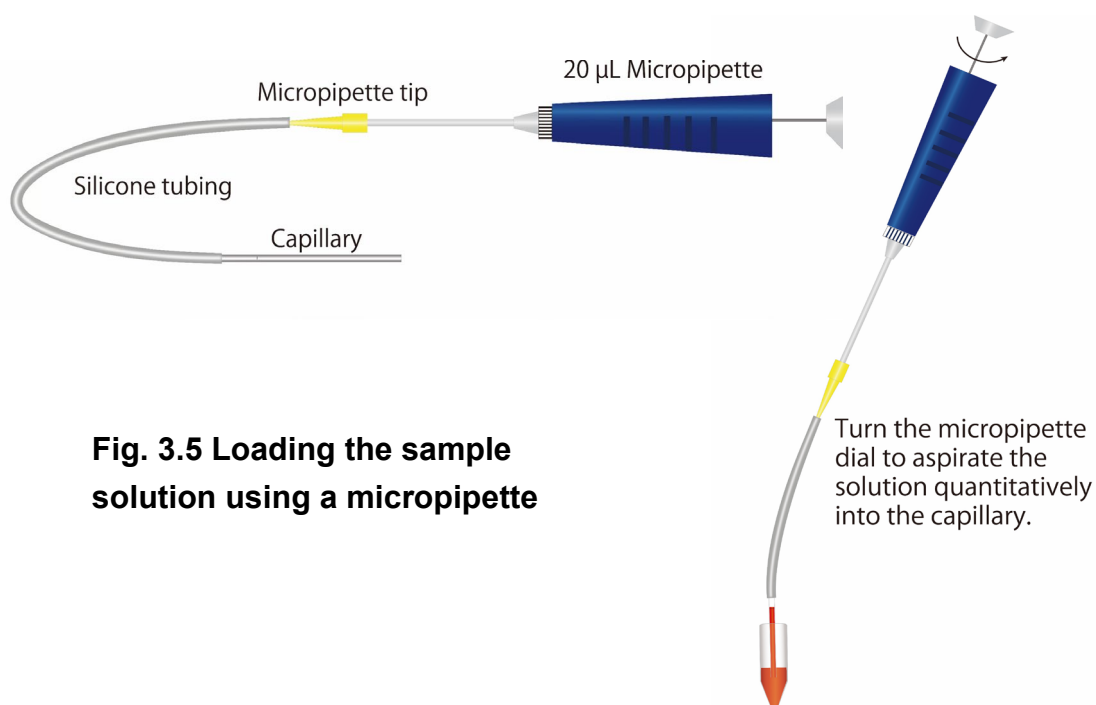 20 µL Micropipette
Micropipette tip
Silicone tubing
Capillary
Fig. 3.5 Loading the sample
solution using a micropipette
Turn the micropipette
dial to aspirate the
solution quantitatively
into the capillary.